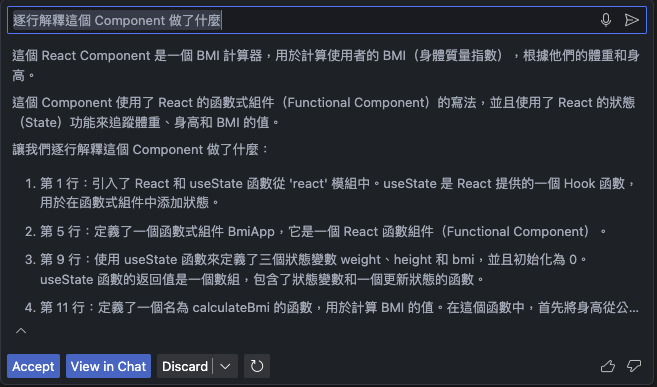 逐行解釋這個 Component 做了什麼
這個 React Component 是一個 BMI 計算器，用於計算使用者的 BMI（身體質量指數），根據他們的體重和身
高。
這個 Component 使用了 React 的函數式組件（Functional Component）的寫法，並且使用了 React 的狀態
（State）功能來追蹤體重、身高和 BMI 的值。
讓我們逐行解釋這個 Component 做了什麼：
1. 第 1 行：引入了 React 和 useState 函數從 'react' 模組中。useState 是 React 提供的一個 Hook 函數，
用於在函數式組件中添加狀態。
2. 第 5 行：定義了一個函數式組件 BmiApp，它是一個 React 函數組件（Functional Component）。
3. 第 9 行：使用 useState 函數來定義了三個狀態變數 weight、height 和 bmi，並且初始化為 0。
useState 函數的返回值是一個數組，包含了狀態變數和一個更新狀態的函數。
4. 第 11 行：定義了一個名為 calculateBmi 的函數，用於計算 BMI 的值。在這個函數中，首先將身高從公...
Accept View in Chat Discard